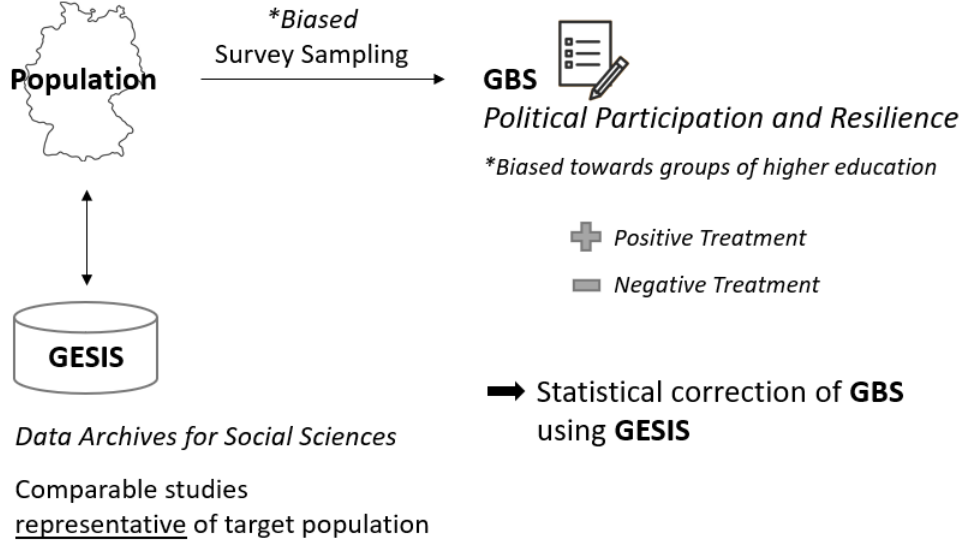 *Biased
Survey Sampling
Population
GBS
Political Participation and Resilience
*Biased towards groups of higher education
Positive Treatment
Negative Treatment
GESIS
Data Archives for Social Sciences
Comparable studies
representative of target population
Statistical correction of GBS
using GESIS